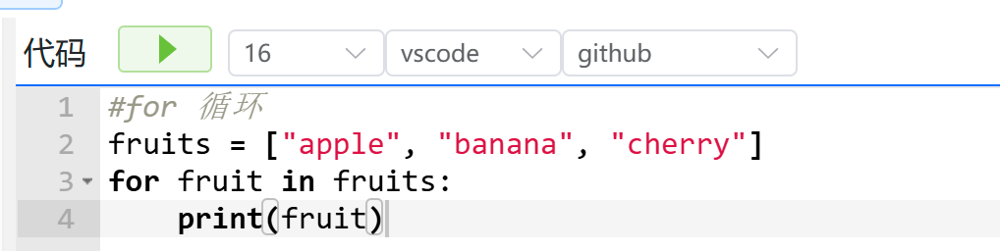 代码 16 vscode github
1 #for 循环
2 fruits = ["apple", "banana", "cherry"]
3 for fruit in fruits:
4     print(fruit)